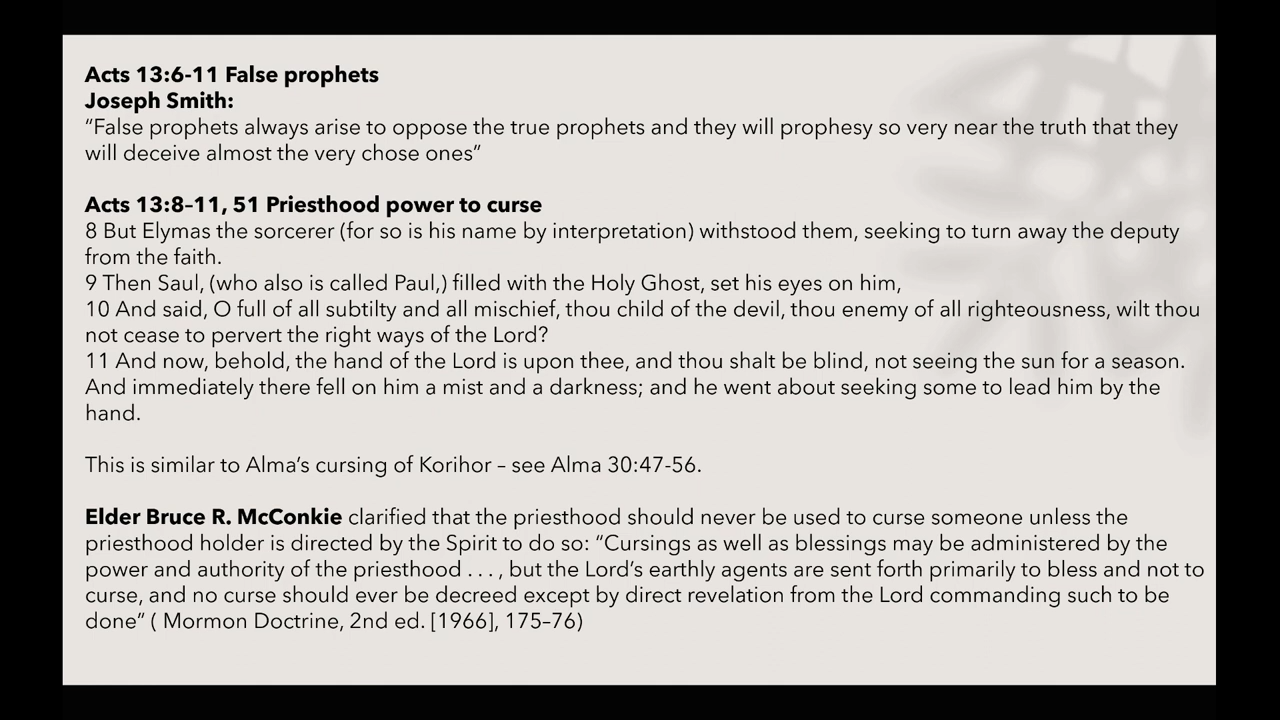 Acts 13:6-11 False prophets
Joseph Smith:
“False prophets always arise to oppose the true prophets and they will prophesy so very near the truth that they
will deceive almost the very chose ones”
Acts 13:8–11, 51 Priesthood power to curse
8 But Elymas the sorcerer (for so is his name by interpretation) withstood them, seeking to turn away the deputy
from the faith.
9 Then Saul, (who also is called Paul,) filled with the Holy Ghost, set his eyes on him,
10 And said, O full of all subtilty and all mischief, thou child of the devil, thou enemy of all righteousness, wilt thou
not cease to pervert the right ways of the Lord?
11 And now, behold, the hand of the Lord is upon thee, and thou shalt be blind, not seeing the sun for a season.
And immediately there fell on him a mist and a darkness; and he went about seeking some to lead him by the
hand.
This is similar to Alma’s cursing of Korihor – see Alma 30:47-56.
Elder Bruce R. McConkie clarified that the priesthood should never be used to curse someone unless the
priesthood holder is directed by the Spirit to do so: “Cursings as well as blessings may be administered by the
power and authority of the priesthood . . . , but the Lord’s earthly agents are sent forth primarily to bless and not to
curse, and no curse should ever be decreed except by direct revelation from the Lord commanding such to be
done” ( Mormon Doctrine, 2nd ed. [1966], 175–76)